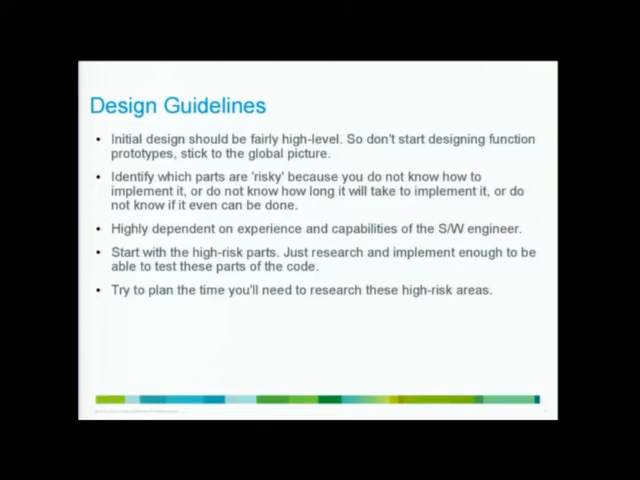 Design Guidelines
• Initial design should be fairly high-level. So don't start designing function
prototypes, stick to the global picture.
• Identify which parts are 'risky' because you do not know how to
implement it, or do not know how long it will take to implement it, or do
not know if it even can be done.
• Highly dependent on experience and capabilities of the S/W engineer.
• Start with the high-risk parts. Just research and implement enough to be
able to test these parts of the code.
• Try to plan the time you'll need to research these high-risk areas.